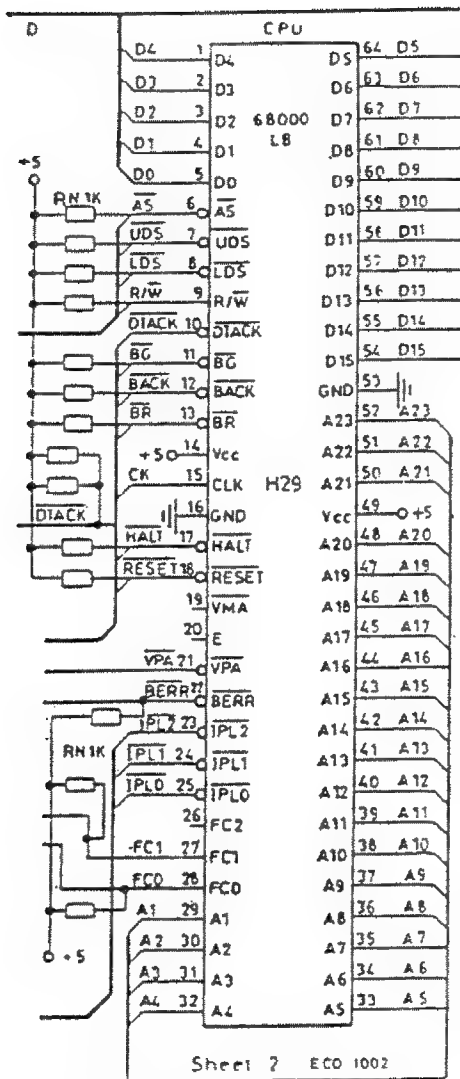 D CPU
D4 1 D4 D5 64 D5
D3 2 D3 D6 63 D6
D2 3 D2 68000 D7 62 D7
D1 4 D1 L8 D8 61 D8
D0 5 D0 D9 60 D9
+5
RN 1K AS 6 AS D10 59 D10
UDS 7 UDS D11 58 D11
LDS 8 LDS D12 57 D12
R/W 9 R/W D13 56 D13
DTACK 10 DTACK D14 55 D14
BG 11 BG D15 54 D15
BACK 12 BACK GND 53
BR 13 BR A23 52 A23
+5 14 Vcc A22 51 A22
CK 15 CLK H29 A21 50 A21
16 GND Vcc 49 +5
DTACK
HALT 17 HALT A20 48 A20
RESET 18 RESET A19 47 A19
19 VMA A18 46 A18
20 E A17 45 A17
VPA 21 VPA A16 44 A16
BERR 22 BERR A15 43 A15
IPL2 23 IPL2 A14 42 A14
RN 1K IPL1 24 IPL1 A13 41 A13
IPL0 25 IPL0 A12 40 A12
26 FC2 A11 39 A11
FC1 27 FC1 A10 38 A10
FC0 28 FC0 A9 37 A9
A1 29 A1 A8 36 A8
A2 30 A2 A7 35 A7
+5
A3 31 A3 A6 34 A6
A4 32 A4 A5 33 A5
Sheet 2 ECO 1002